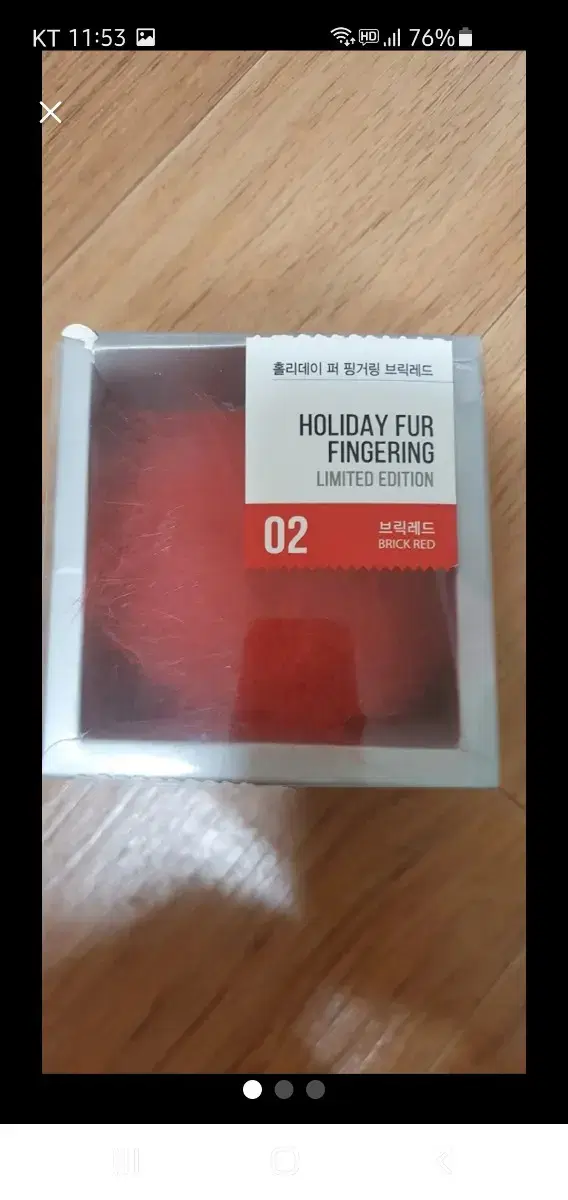 KT 11:53
HD
76%
홀리데이 퍼 핑거링 브릭레드
HOLIDAY FUR
FINGERING
LIMITED EDITION
02
브릭레드
BRICK RED